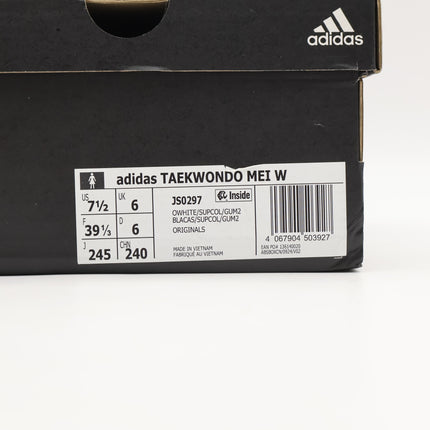 adidas
adidas TAEKWONDO MEI W
US 7½ UK 6
F 39⅓ D 6
J 245 CHN 240
JS0297 Inside
OWHITE/SUPCOL/GUM2
BLACAS/SUPCOL/GUM2
ORIGINALS
MADE IN VIETNAM
FABRIQUÉ AU VIETNAM
4 067904 503927